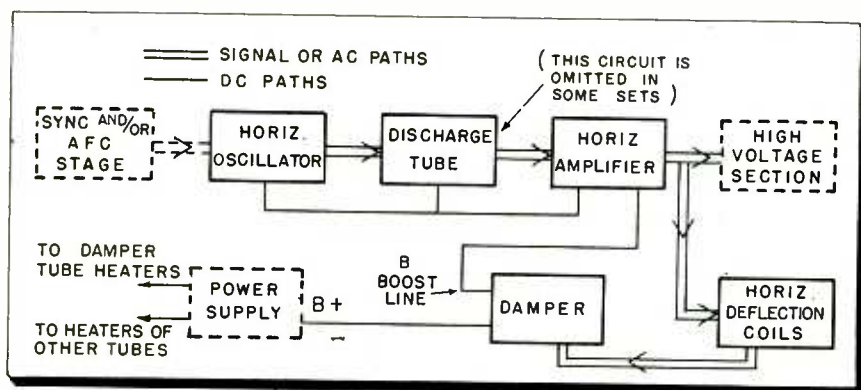 SIGNAL OR AC PATHS
DC PATHS
(THIS CIRCUIT IS
OMITTED IN
SOME SETS)
SYNC AND/OR
AFC
STAGE
HORIZ
OSCILLATOR
DISCHARGE
TUBE
HORIZ
AMPLIFIER
HIGH
VOLTAGE
SECTION
TO DAMPER
TUBE HEATERS
TO HEATERS OF
OTHER TUBES
POWER
SUPPLY
B+
–
B
BOOST
LINE
DAMPER
HORIZ
DEFLECTION
COILS